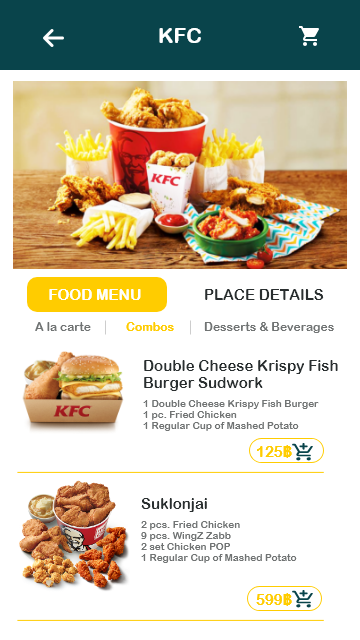 KFC
KFC
FOOD MENU
PLACE DETAILS
A la carte
Combos
Desserts & Beverages
KFC
Double Cheese Krispy Fish
Burger Sudwork
1 Double Cheese Krispy Fish Burger
1 pc. Fried Chicken
1 Regular Cup of Mashed Potato
125฿
KFC
Suklonjai
2 pcs. Fried Chicken
9 pcs. WingZ Zabb
2 set Chicken POP
1 Regular Cup of Mashed Potato
599฿